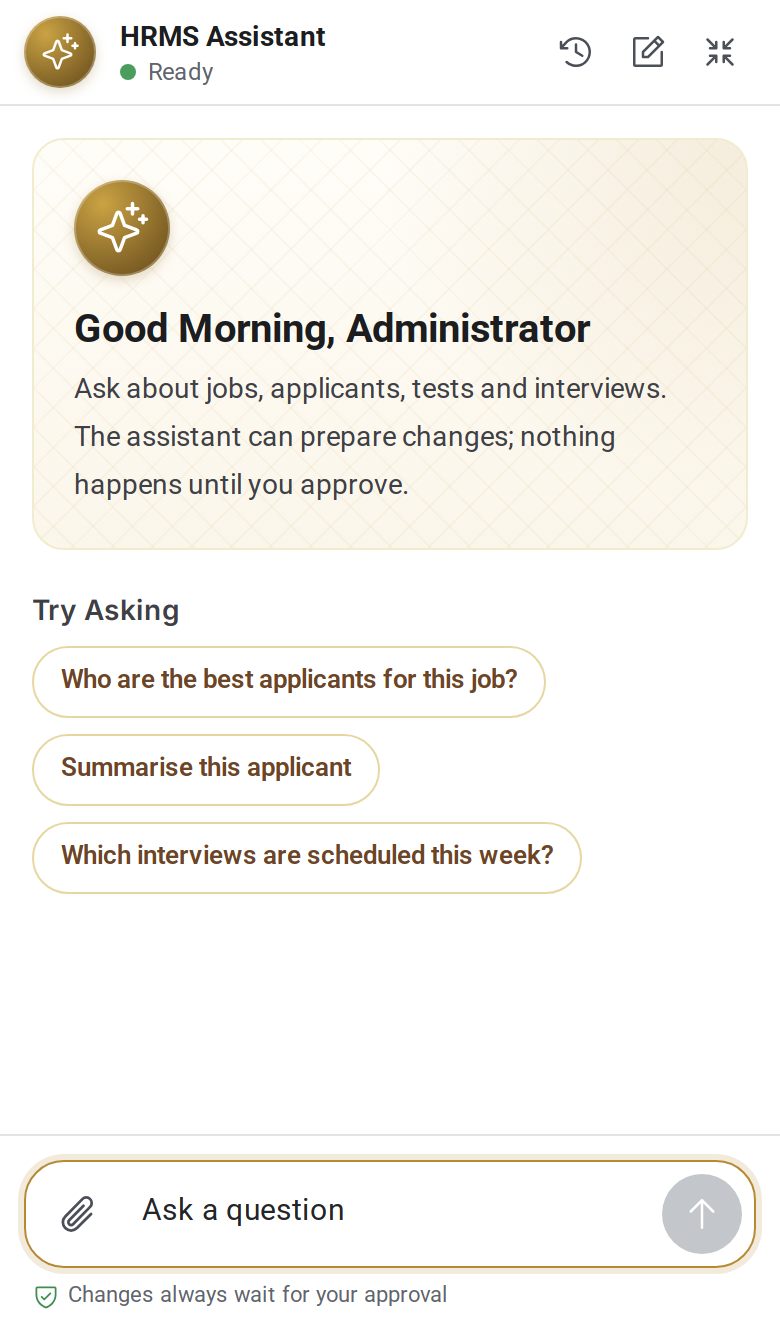 HRMS Assistant
Ready
Good Morning, Administrator
Ask about jobs, applicants, tests and interviews.
The assistant can prepare changes; nothing
happens until you approve.
Try Asking
Who are the best applicants for this job?
Summarise this applicant
Which interviews are scheduled this week?
Ask a question
Changes always wait for your approval